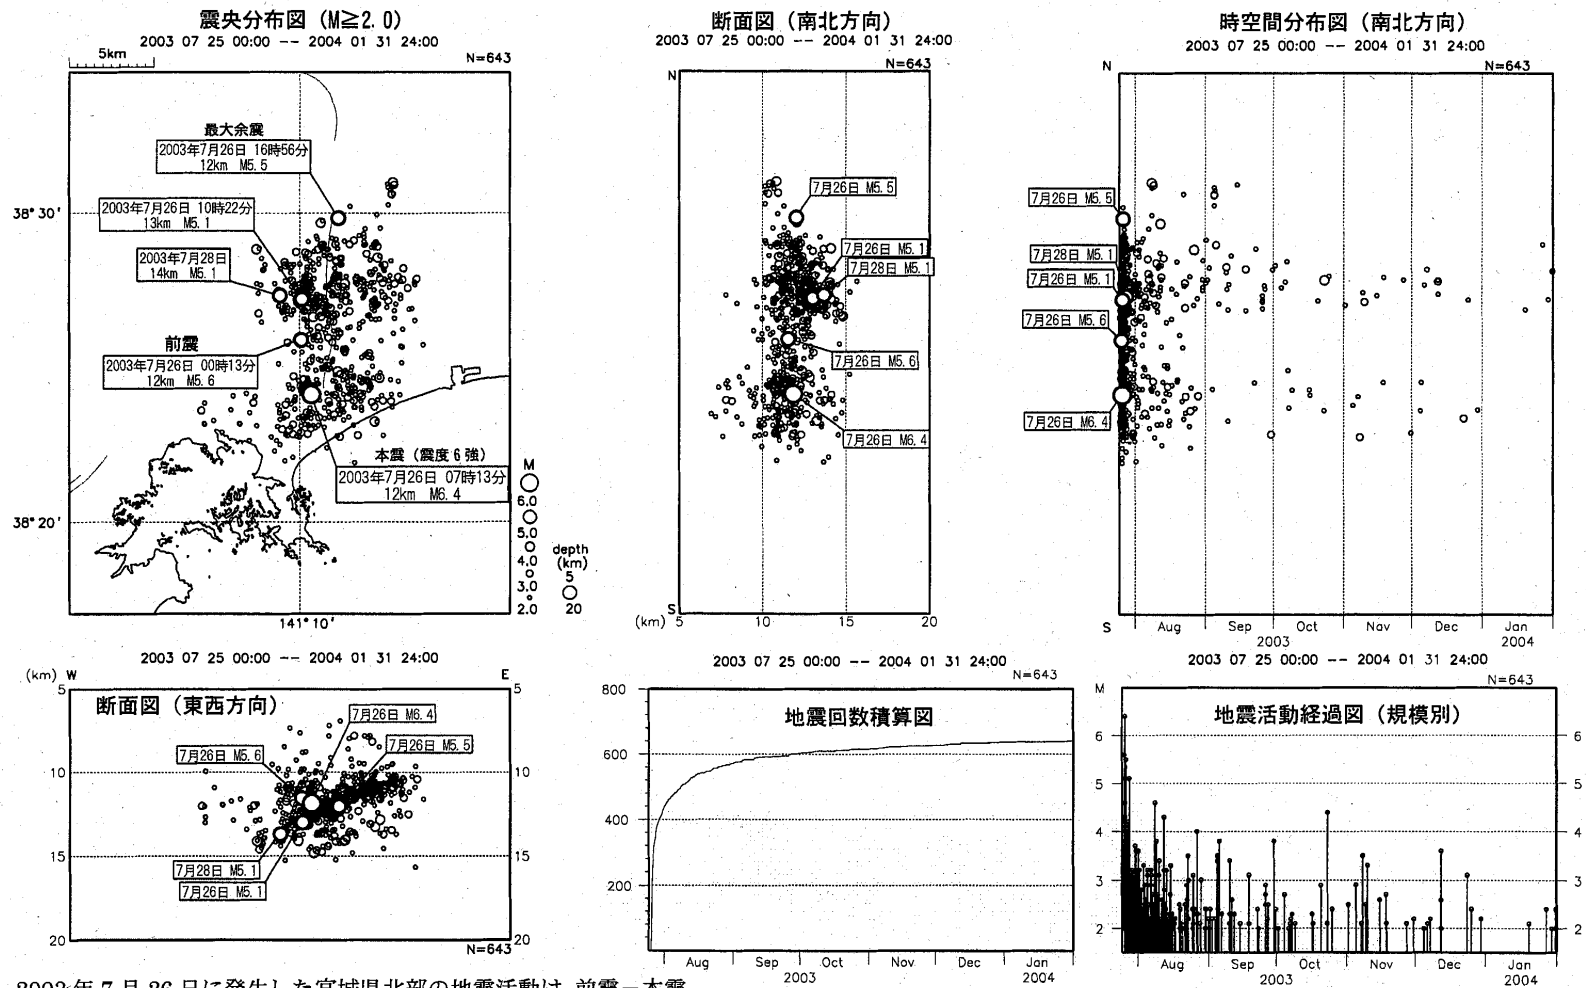 震央分布図 (M≧2.0)
2003 07 25 00:00 -- 2004 01 31 24:00
5km
N=643
最大余震
2003年7月26日 16時56分
12km M5.5
38°30'
2003年7月26日 10時22分
13km M5.1
2003年7月28日
14km M5.1
前震
2003年7月26日 00時13分
12km M5.6
本震 (震度6強)
2003年7月26日 07時13分
12km M6.4
38°20'
141°10'
M
6.0
5.0
4.0
3.0
2.0
depth
(km)
5
20
断面図 (南北方向)
2003 07 25 00:00 -- 2004 01 31 24:00
N=643
N
7月26日 M5.5
7月26日 M5.1
7月28日 M5.1
7月26日 M5.6
7月26日 M6.4
S
(km) 5 10 15 20
時空間分布図 (南北方向)
2003 07 25 00:00 -- 2004 01 31 24:00
N N=643
7月26日 M5.5
7月28日 M5.1
7月26日 M5.1
7月26日 M5.6
7月26日 M6.4
S Aug Sep Oct Nov Dec Jan
2003 2004
2003 07 25 00:00 -- 2004 01 31 24:00
(km) W E
5 5
断面図 (東西方向)
7月26日 M6.4
7月26日 M5.5
7月26日 M5.6
10 10
15 15
7月28日 M5.1
7月26日 M5.1
20 20
N=643
2003 07 25 00:00 -- 2004 01 31 24:00
N=643
地震回数積算図
800
600
400
200
Aug Sep Oct Nov Dec Jan
2003 2004
2003 07 25 00:00 -- 2004 01 31 24:00
M N=643
地震活動経過図 (規模別)
6 6
5 5
4 4
3 3
2 2
Aug Sep Oct Nov Dec Jan
2003 2004
2003年7月26日に発生した宮城県北部の地震活動は、前震−本震